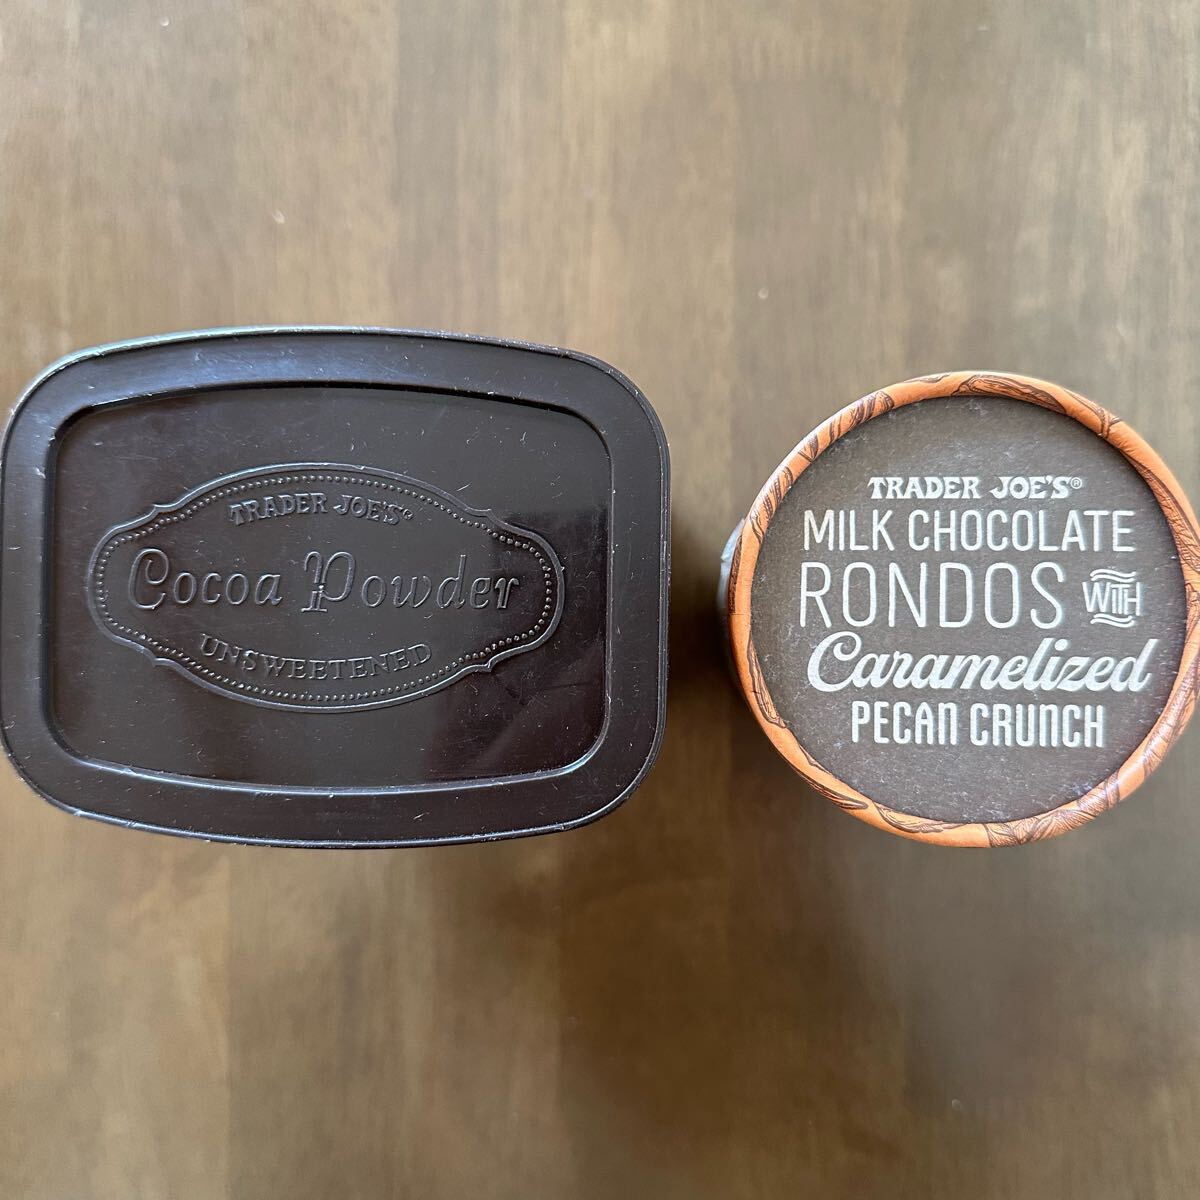 TRADER JOE'S®
Cocoa Powder
UNSWEETENED
TRADER JOE'S®
MILK CHOCOLATE
RONDOS WITH
Caramelized
PECAN CRUNCH